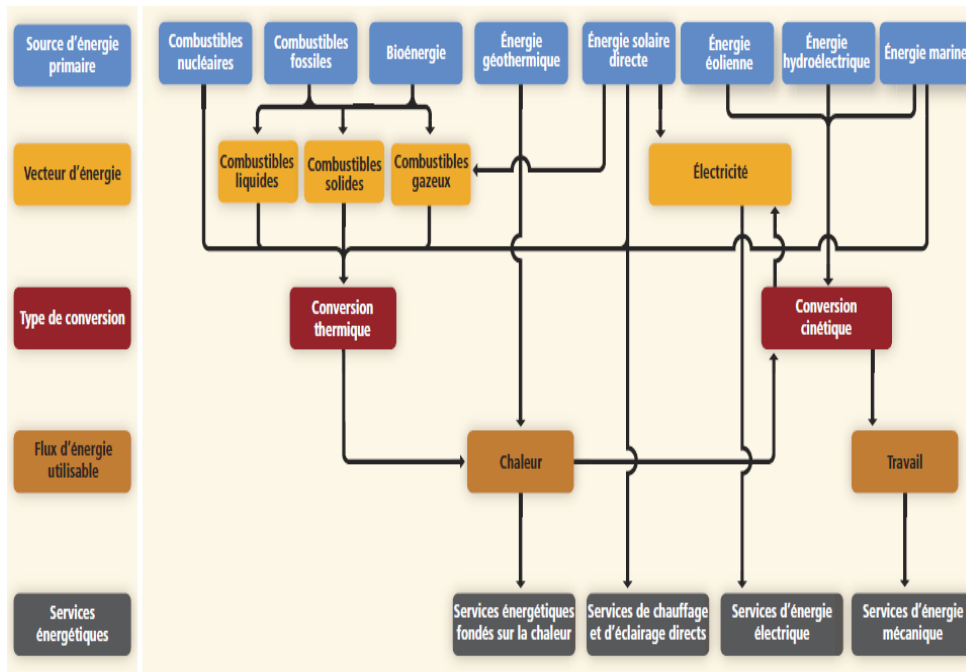 Source d'énergie
primaire
Combustibles
nucléaires
Combustibles
fossiles
Bioénergie
Énergie
géothermique
Énergie solaire
directe
Énergie
éolienne
Énergie
hydroélectrique
Énergie marine
Vecteur d'énergie
Combustibles
liquides
Combustibles
solides
Combustibles
gazeux
Électricité
Type de conversion
Conversion
thermique
Conversion
cinétique
Flux d'énergie
utilisable
Chaleur
Travail
Services
énergétiques
Services énergétiques
fondés sur la chaleur
Services de chauffage
et d'éclairage directs
Services d'énergie
électrique
Services d'énergie
mécanique